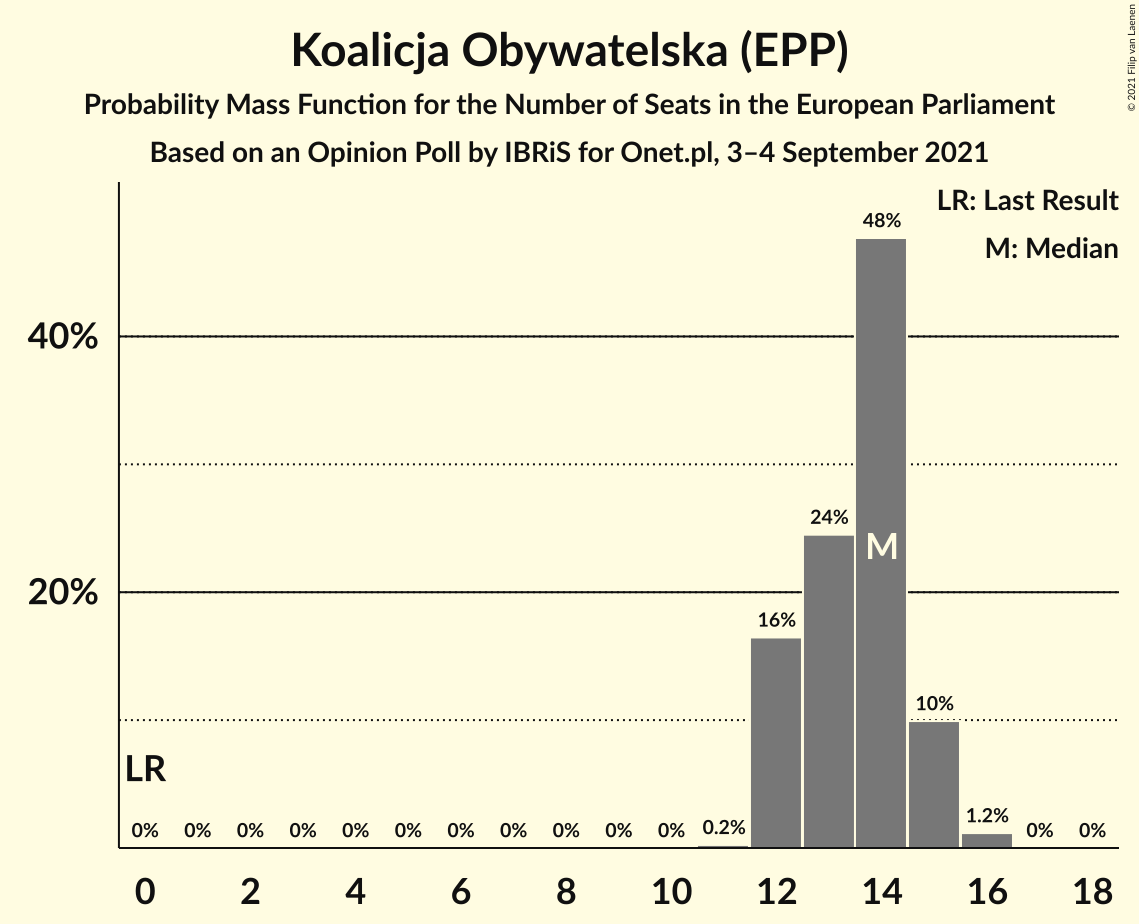 Koalicja Obywatelska (EPP)
Probability Mass Function for the Number of Seats in the European Parliament
Based on an Opinion Poll by IBRiS for Onet.pl, 3–4 September 2021
© 2021 Filip van Laenen
LR: Last Result
M: Median
48%
40%
24%
M
20%
16%
10%
LR
0% 0% 0% 0% 0% 0% 0% 0% 0% 0% 0% 0.2% 1.2% 0% 0%
0 2 4 6 8 10 12 14 16 18